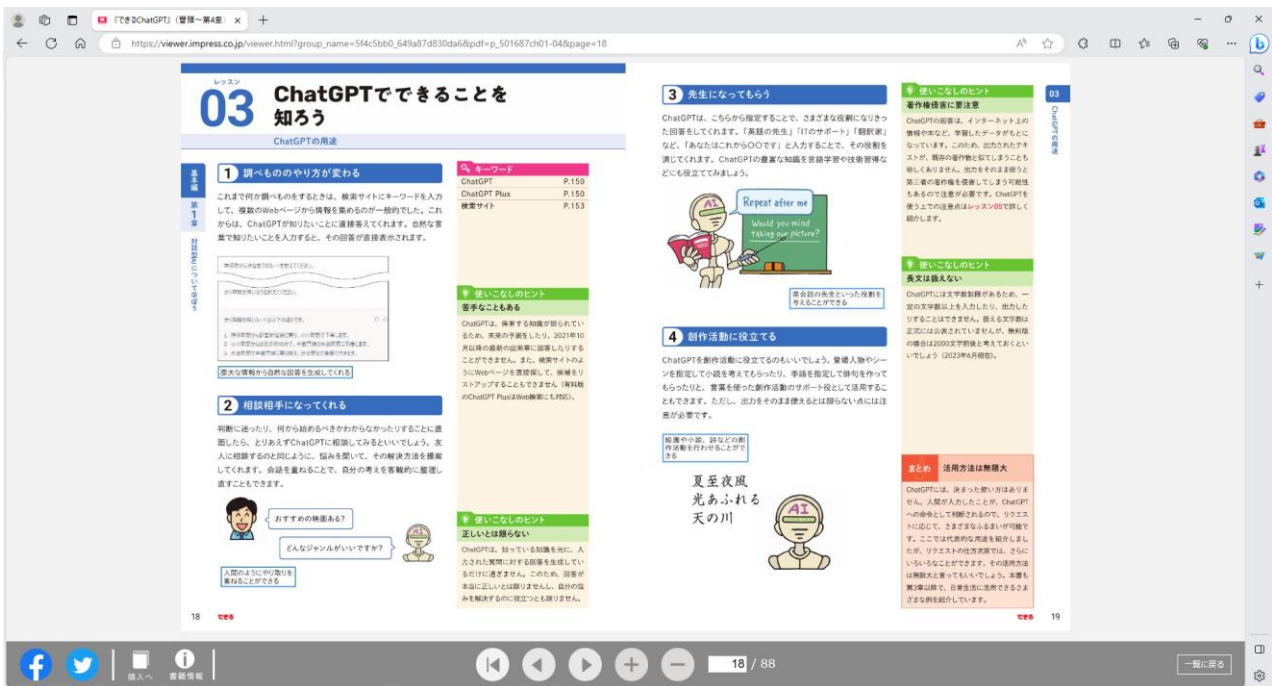 『できるChatGPT』（冒頭～第4章）
https://viewer.impress.co.jp/viewer.html?group_name=5f4c5bb0_649a87d830da6&pdf=p_501687ch01-04&page=18
レッスン
03
ChatGPTでできることを
知ろう
ChatGPTの用途
基本編
第1章
対話型AIについて学ぼう
1 調べもののやり方が変わる
これまで何か調べものをするときは、検索サイトにキーワードを入力
して、複数のWebページから情報を集めるのが一般的でした。これ
からは、ChatGPTが知りたいことに直接答えてくれます。自然な言
葉で知りたいことを入力すると、その回答が直接表示されます。
膨大な情報から自然な回答を生成してくれる
2 相談相手になってくれる
判断に迷ったり、何から始めるべきかわからなかったりすることに直
面したら、とりあえずChatGPTに相談してみるといいでしょう。友
人に相談するのと同じように、悩みを聞いて、その解決方法を提案
してくれます。会話を重ねることで、自分の考えを客観的に整理し
直すこともできます。
おすすめの映画ある?
どんなジャンルがいいですか?
AI
人間のようにやり取りを
重ねることができる
キーワード
ChatGPT P.150
ChatGPT Plus P.150
検索サイト P.153
使いこなしのヒント
苦手なこともある
ChatGPTは、保有する知識が限られてい
るため、未来の予測をしたり、2021年10
月以降の最新の出来事に回答したりする
ことができません。また、検索サイトのよ
うにWebページを直接探して、候補をリ
ストアップすることもできません（有料版
のChatGPT PlusはWeb検索にも対応）。
使いこなしのヒント
正しいとは限らない
ChatGPTは、知っている知識を元に、入
力された質問に対する回答を生成してい
るだけに過ぎません。このため、回答が
本当に正しいとは限りませんし、自分の悩
みを解決するのに役立つとも限りません。
18 できる
3 先生になってもらう
ChatGPTは、こちらから指定することで、さまざまな役割になりきっ
た回答をしてくれます。「英語の先生」「ITのサポート」「翻訳家」
など、「あなたはこれから○○です」と入力することで、その役割を
演じてくれます。ChatGPTの豊富な知識を言語学習や技術習得な
どにも役立ててみましょう。
AI
Repeat after me
Would you mind
taking our picture?
英会話の先生といった役割を
与えることができる
4 創作活動に役立てる
ChatGPTを創作活動に役立てるのもいいでしょう。登場人物やシー
ンを指定して小説を考えてもらったり、季語を指定して俳句を作って
もらったりと、言葉を使った創作活動のサポート役として活用するこ
ともできます。ただし、出力をそのまま使えるとは限らない点には注
意が必要です。
絵画や小説、詩などの創
作活動を行わせることがで
きる
夏至夜風
光あふれる
天の川
AI
使いこなしのヒント
著作権侵害に要注意
ChatGPTの回答は、インターネット上の
情報や本など、学習したデータがもとに
なっています。このため、出力されたテキ
ストが、既存の著作物と似てしまうことも
珍しくありません。出力をそのまま使うと
第三者の著作権を侵害してしまう可能性
もあるので注意が必要です。ChatGPTを
使う上での注意点はレッスン05で詳しく
紹介します。
使いこなしのヒント
長文は扱えない
ChatGPTには文字数制限があるため、一
定の文字数以上を入力したり、出力した
りすることはできません。扱える文字数は
正式には公表されていませんが、無料版
の場合は2000文字前後と考えておくとい
いでしょう（2023年6月現在）。
まとめ 活用方法は無限大
ChatGPTには、決まった使い方はありま
せん。人間が入力したことが、ChatGPT
への命令として判断されるので、リクエス
トに応じて、さまざまなふるまいが可能で
す。ここでは代表的な用途を紹介しまし
たが、リクエストの仕方次第では、さらに
いろいろなことができます。その活用方法
は無限大と言ってもいいでしょう。本書も
第3章以降で、日常生活に活用できるさま
ざまな例を紹介しています。
03
ChatGPTの用途
できる 19
購入へ
書籍情報
18 / 88
一覧に戻る